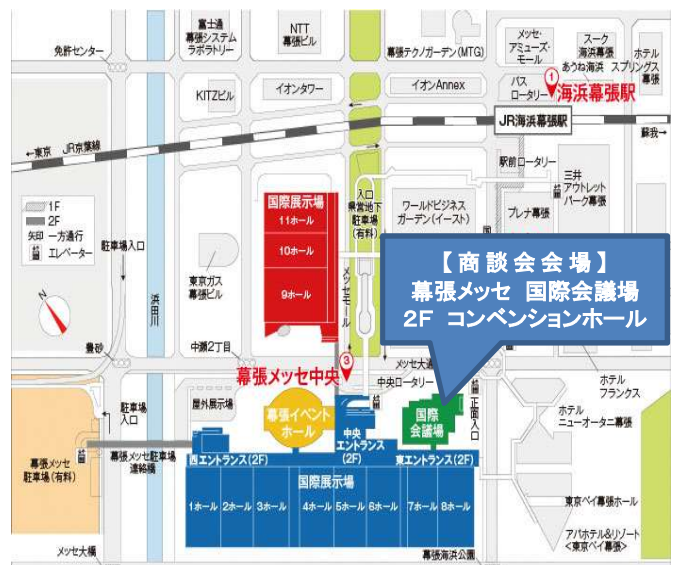 富士通
幕張システム
ラボラトリー
NTT
幕張ビル
免許センター
幕張テクノガーデン(MTG)
メッセ・
アミューズ・
モール
スーク
海浜幕張
あうね海浜
ホテル
スプリングス
幕張
KITZビル
イオンタワー
イオンAnnex
バス
ロータリー
①
海浜幕張駅
JR海浜幕張駅
←東京 JR京葉線
蘇我→
駅前ロータリー
1F
2F
矢印 一方通行
エレベーター
N
駐車場入口
浜田川
東京ガス
幕張ビル
国際展示場
11ホール
10ホール
9ホール
入口
県営地下
駐車場
(有料)
メッセモール
ワールドビジネス
ガーデン(イースト)
三井
アウトレット
パーク幕張
プレナ幕張
国
【商談会会場】
幕張メッセ 国際会議場
2F コンベンションホール
豊砂
中瀬2丁目
③
幕張メッセ中央
メッセ大通
中央ロータリー
正面入口
ホテル
フランクス
ホテル
ニューオータニ幕張
駐車場
入口
屋外展示場
幕張イベント
ホール
中央
エントランス
(2F)
国際
会議場
幕張メッセ
駐車場(有料)
幕張メッセ駐車場
連絡橋
西エントランス(2F)
東エントランス(2F)
国際展示場
1ホール 2ホール 3ホール 4ホール 5ホール 6ホール 7ホール 8ホール
東京ベイ幕張ホール
アパホテル&リゾート
<東京ベイ幕張>
メッセ大橋
幕張海浜公園